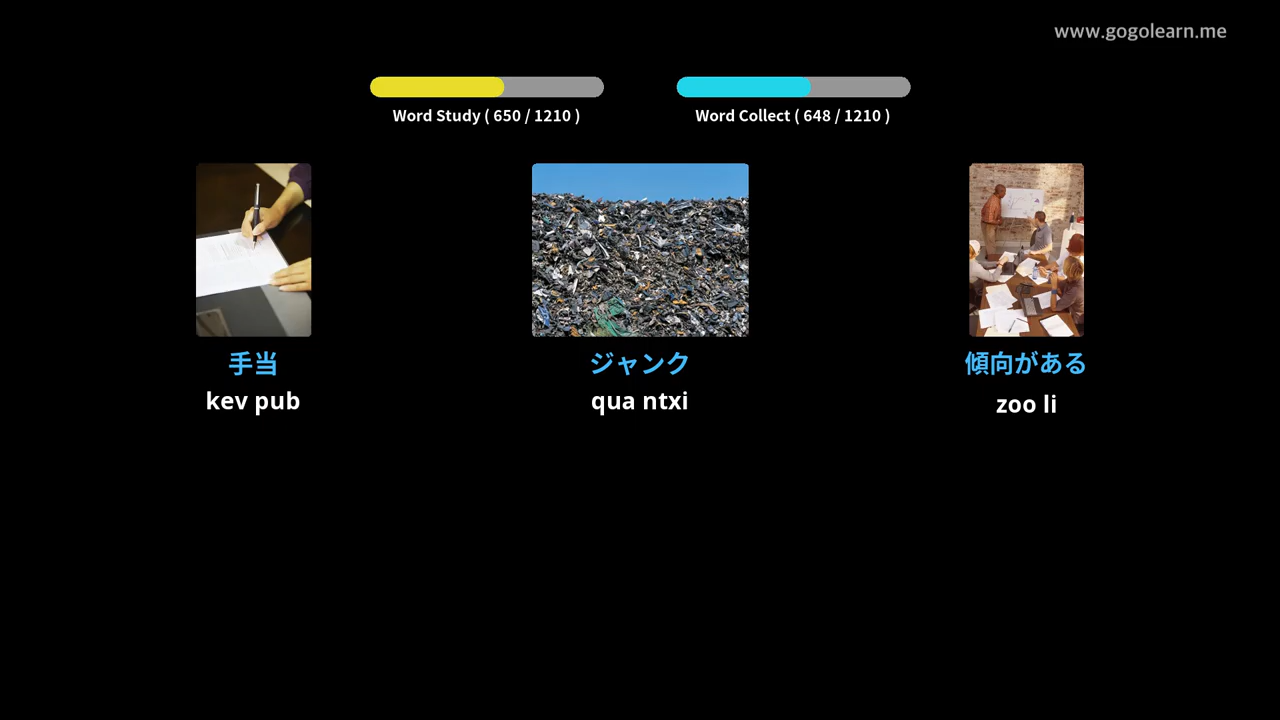 www.gogolearn.me
Word Study ( 650 / 1210 )
Word Collect ( 648 / 1210 )
手当
ジャンク
傾向がある
kev pub
qua ntxi
zoo li